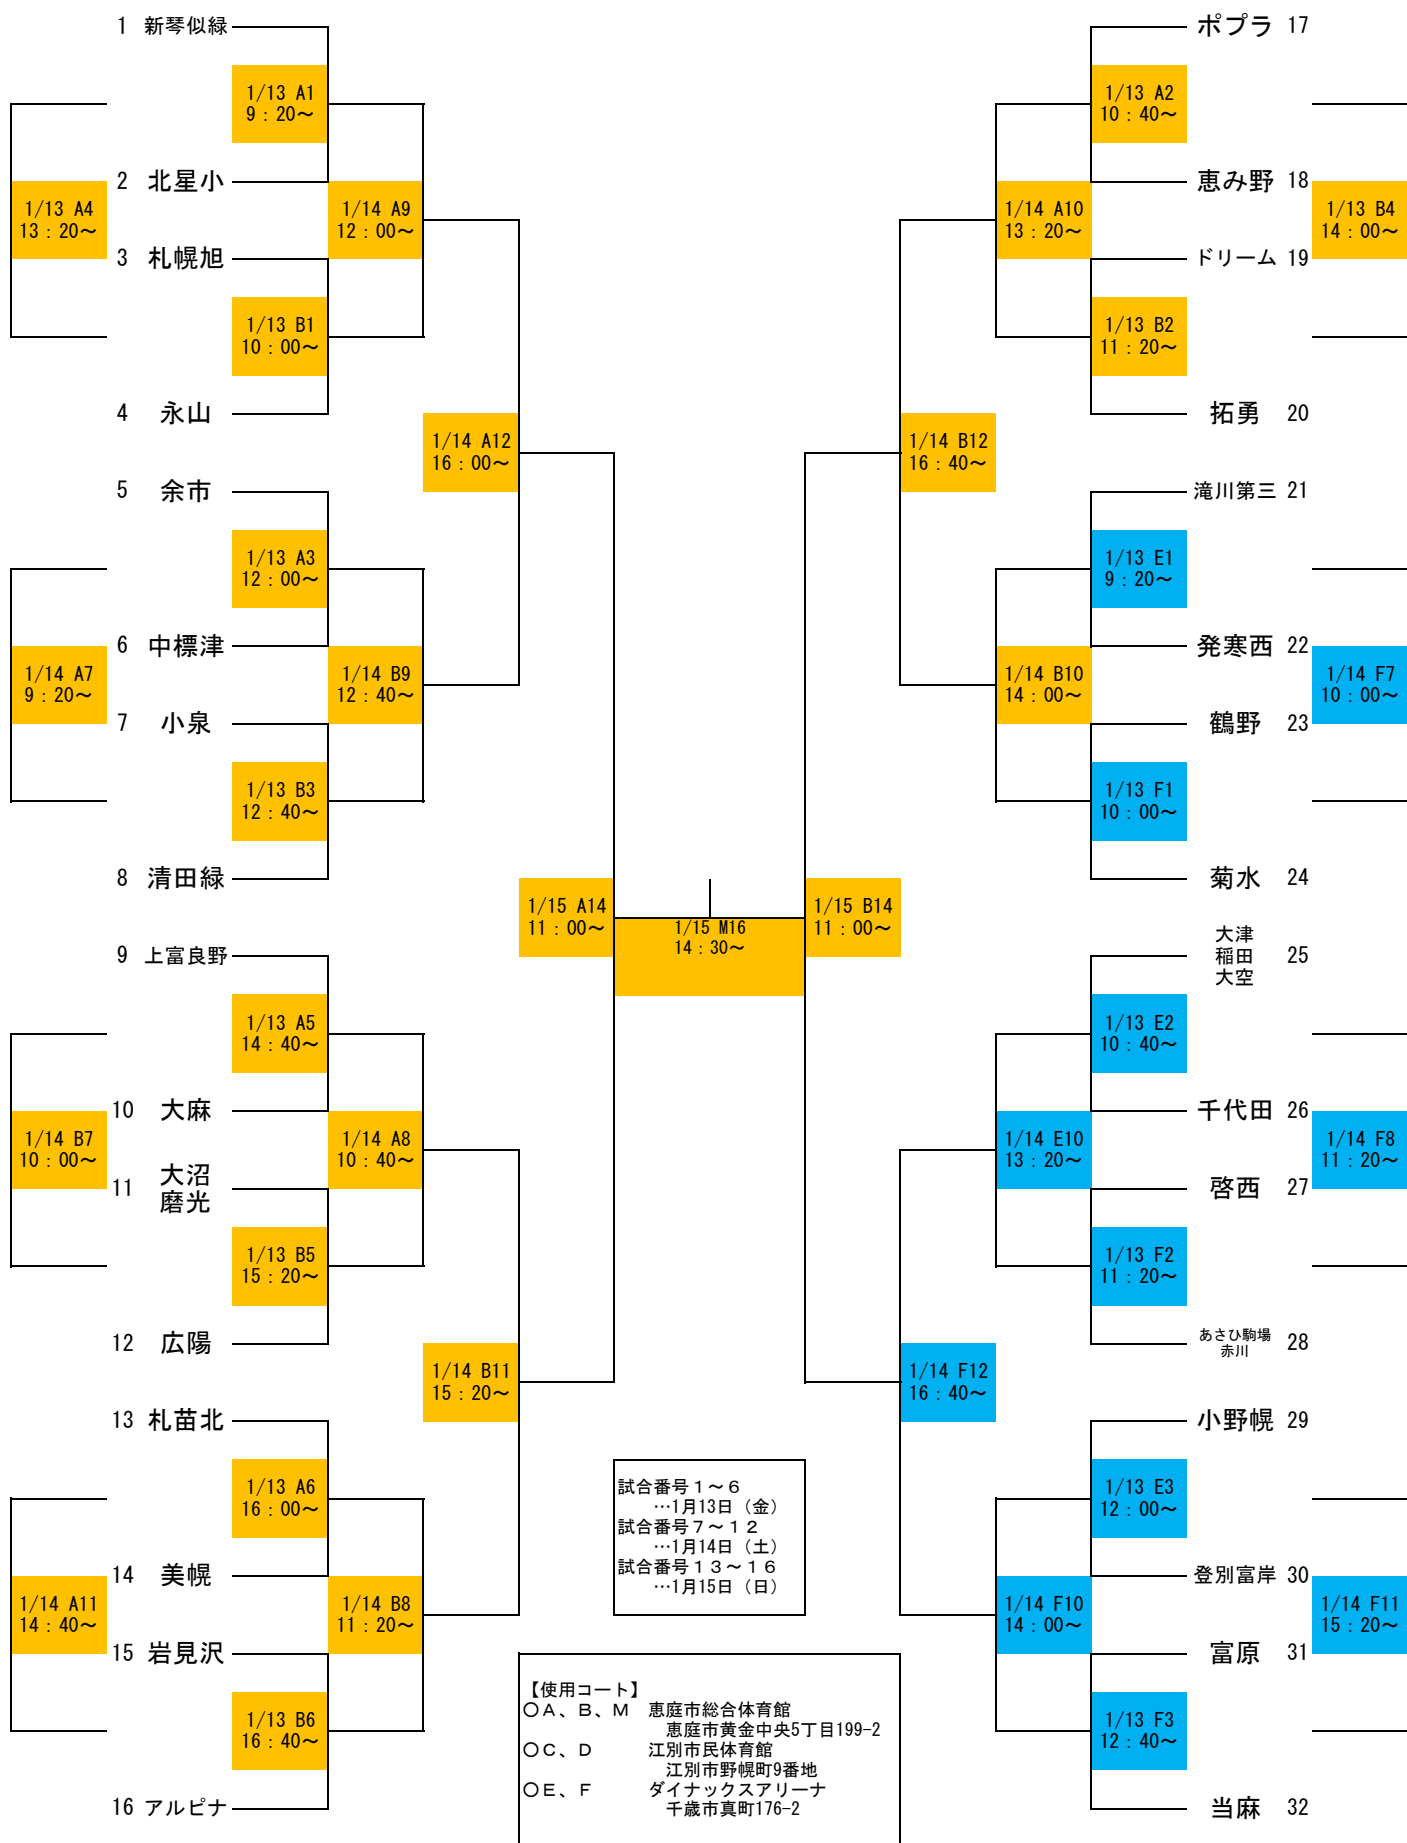 1 新琴似緑
1/13 A1
9：20～
2 北星小
1/13 A4
13：20～
1/14 A9
12：00～
3 札幌旭
1/13 B1
10：00～
4 永山
1/14 A12
16：00～
5 余市
1/13 A3
12：00～
6 中標津
1/14 A7
9：20～
1/14 B9
12：40～
7 小泉
1/13 B3
12：40～
8 清田緑
1/15 A14
11：00～
9 上富良野
1/13 A5
14：40～
10 大麻
1/14 B7
10：00～
1/14 A8
10：40～
11 大沼
磨光
1/13 B5
15：20～
12 広陽
1/14 B11
15：20～
13 札苗北
1/13 A6
16：00～
14 美幌
1/14 A11
14：40～
1/14 B8
11：20～
15 岩見沢
1/13 B6
16：40～
16 アルピナ
1/15 M16
14：30～
ポプラ 17
1/13 A2
10：40～
恵み野 18
1/14 A10
13：20～
1/13 B4
14：00～
ドリーム 19
1/13 B2
11：20～
拓勇 20
1/14 B12
16：40～
滝川第三 21
1/13 E1
9：20～
発寒西 22
1/14 B10
14：00～
1/14 F7
10：00～
鶴野 23
1/13 F1
10：00～
菊水 24
1/15 B14
11：00～
大津
稲田 25
大空
1/13 E2
10：40～
千代田 26
1/14 E10
13：20～
1/14 F8
11：20～
啓西 27
1/13 F2
11：20～
あさひ駒場
赤川 28
1/14 F12
16：40～
小野幌 29
1/13 E3
12：00～
登別富岸 30
1/14 F10
14：00～
1/14 F11
15：20～
富原 31
1/13 F3
12：40～
当麻 32
試合番号１～６
…1月13日（金）
試合番号７～１２
…1月14日（土）
試合番号１３～１６
…1月15日（日）
【使用コート】
○Ａ、Ｂ、Ｍ 恵庭市総合体育館
恵庭市黄金中央5丁目199-2
○Ｃ、Ｄ 江別市民体育館
江別市野幌町9番地
○Ｅ、Ｆ ダイナックスアリーナ
千歳市真町176-2